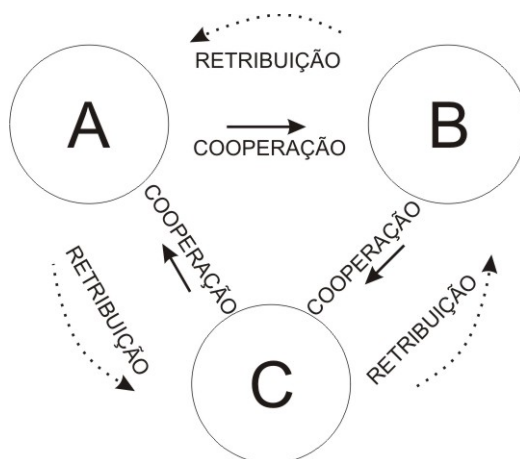 RETRIBUIÇÃO
A
B
COOPERAÇÃO
COOPERAÇÃO
COOPERAÇÃO
RETRIBUIÇÃO
RETRIBUIÇÃO
C